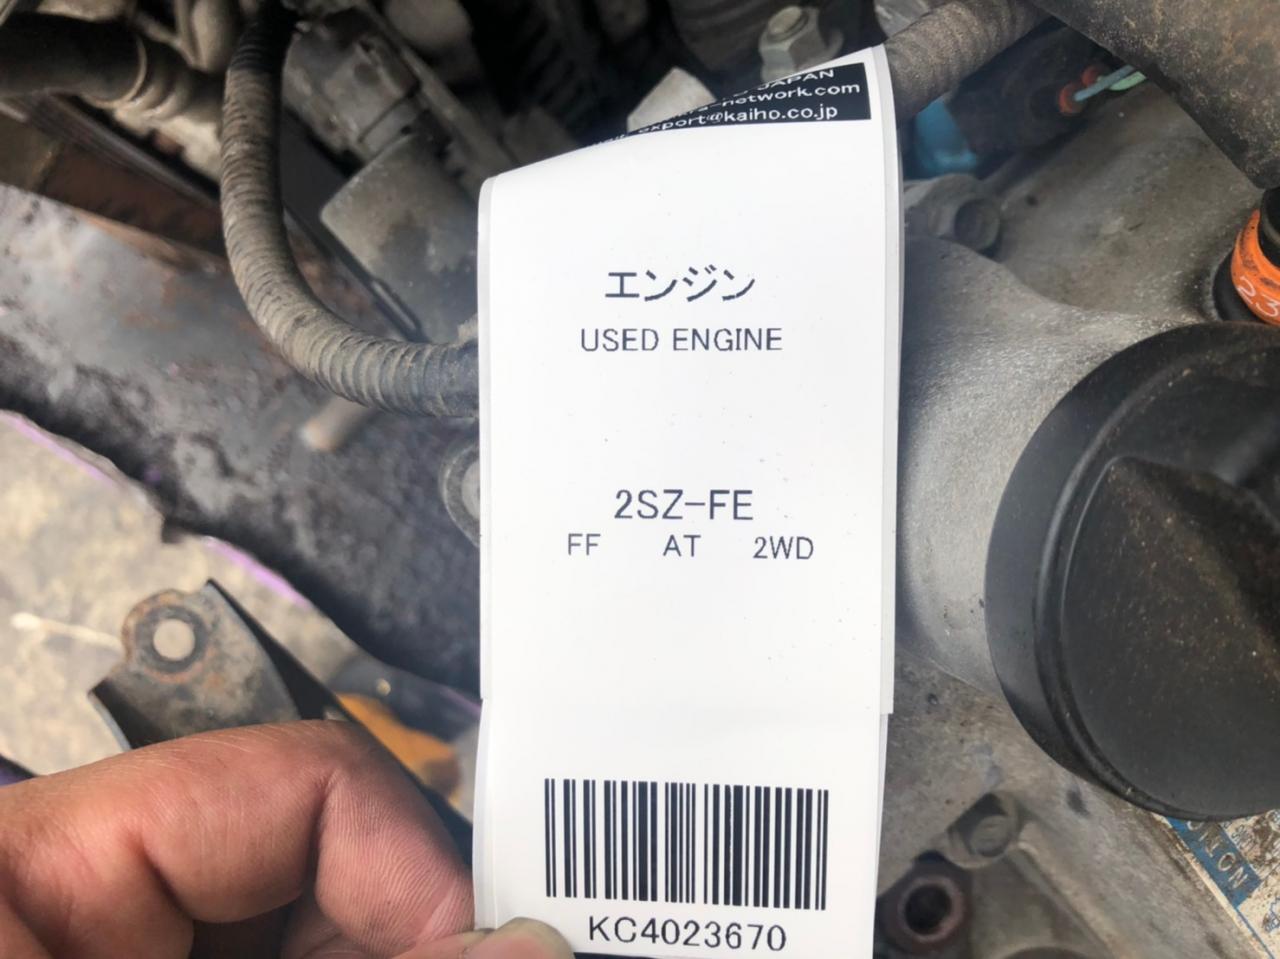 JAPAN
-network.com
export@kaiho.co.jp
エンジン
USED ENGINE
2SZ-FE
FF AT 2WD
KC4023670